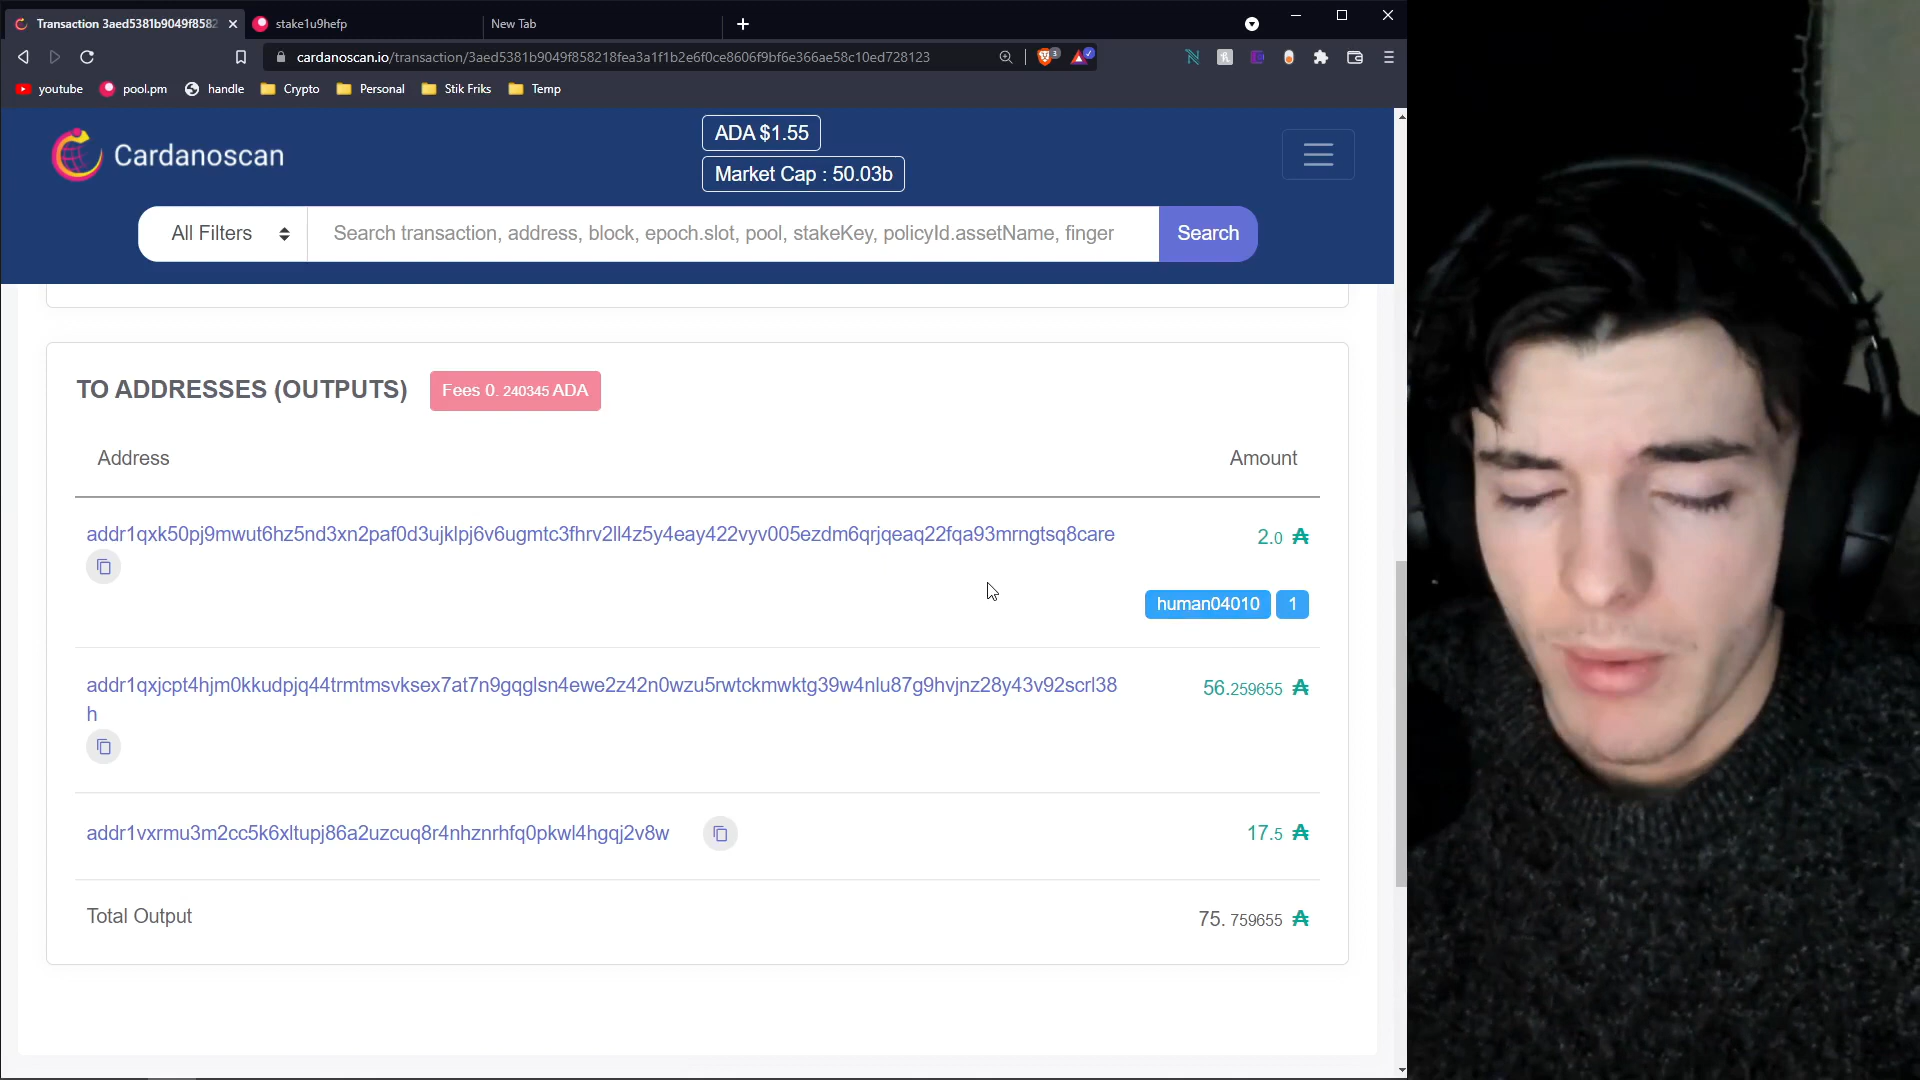 Transaction 3aed5381b9049f8582
stake1u9hefp
New Tab
cardanoscan.io/transaction/3aed5381b9049f858218fea3a1f1b2e6f0ce8606f9bf6e366ae58c10ed728123
3
youtube
pool.pm
handle
Crypto
Personal
Stik Friks
Temp
Cardanoscan
ADA $1.55
Market Cap : 50.03b
All Filters
Search transaction, address, block, epoch.slot, pool, stakeKey, policyId.assetName, finger
Search
TO ADDRESSES (OUTPUTS)
Fees 0. 240345 ADA
Address
Amount
addr1qxk50pj9mwut6hz5nd3xn2paf0d3ujklpj6v6ugmtc3fhrv2ll4z5y4eay422vyv005ezdm6qrjqeaq22fqa93mrngtsq8care
2.0 ₳
human04010
1
addr1qxjcpt4hjm0kkudpjq44trmtmsvksex7at7n9gqglsn4ewe2z42n0wzu5rwtckmwktg39w4nlu87g9hvjnz28y43v92scrl38
h
56.259655 ₳
addr1vxrmu3m2cc5k6xltupj86a2uzcuq8r4nhznrhfq0pkwl4hgqj2v8w
17.5 ₳
Total Output
75. 759655 ₳